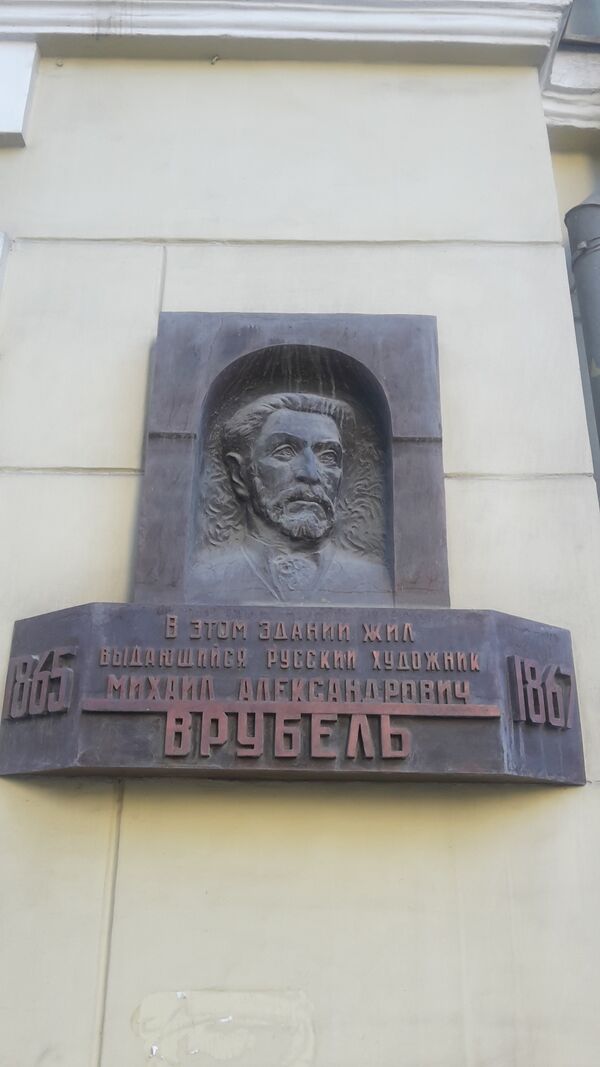 В ЭТОМ ЗДАНИИ ЖИЛ
ВЫДАЮЩИЙСЯ РУССКИЙ ХУДОЖНИК
1865 МИХАИЛ АЛЕКСАНДРОВИЧ 1867
ВРУБЕЛЬ